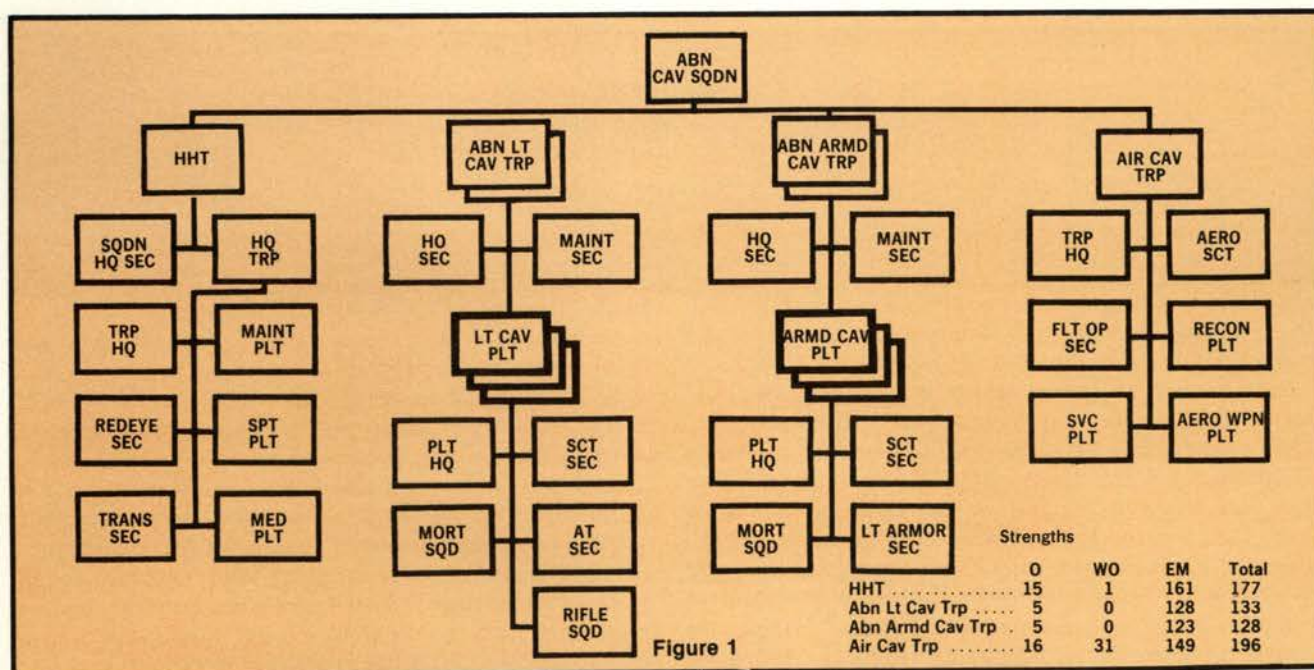 ABN
CAV SQDN
HHT
ABN LT
CAV TRP
ABN ARMD
CAV TRP
AIR CAV
TRP
SQDN
HQ SEC
HQ
TRP
HO
SEC
MAINT
SEC
HQ
SEC
MAINT
SEC
TRP
HQ
AERO
SCT
TRP
HQ
MAINT
PLT
LT CAV
PLT
ARMD CAV
PLT
FLT OP
SEC
RECON
PLT
REDEYE
SEC
SPT
PLT
PLT
HQ
SCT
SEC
PLT
HQ
SCT
SEC
SVC
PLT
AERO WPN
PLT
TRANS
SEC
MED
PLT
MORT
SQD
AT
SEC
MORT
SQD
LT ARMOR
SEC
RIFLE
SQD
Strengths
O WO EM Total
HHT ............... 15 1 161 177
Abn Lt Cav Trp ..... 5 0 128 133
Abn Armd Cav Trp . 5 0 123 128
Air Cav Trp ........ 16 31 149 196
Figure 1